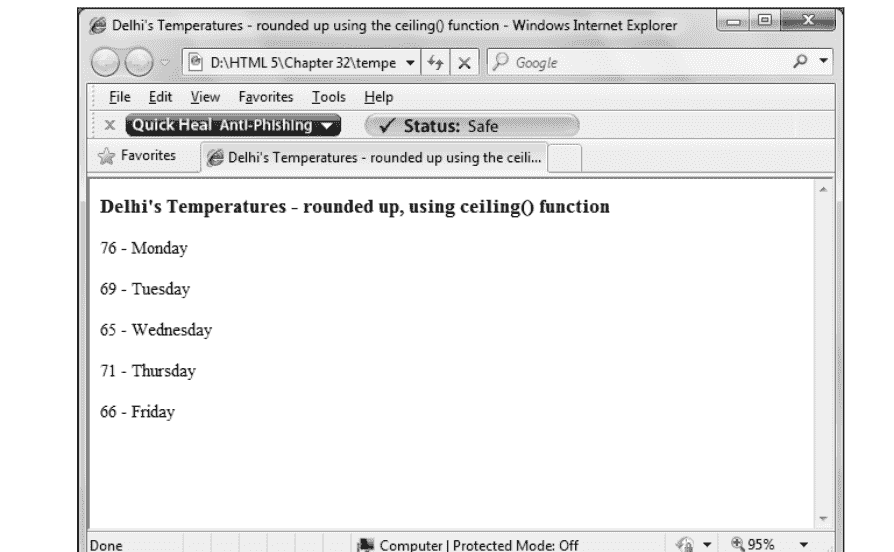 Delhi's Temperatures - rounded up using the ceiling() function - Windows Internet Explorer
D:\HTML 5\Chapter 32\tempe
Google
File Edit View Favorites Tools Help
x Quick Heal Anti-Phishing ✓ Status: Safe
Favorites Delhi's Temperatures - rounded up using the ceili...
Delhi's Temperatures - rounded up, using ceiling() function
76 - Monday
69 - Tuesday
65 - Wednesday
71 - Thursday
66 - Friday
Done Computer | Protected Mode: Off 95%